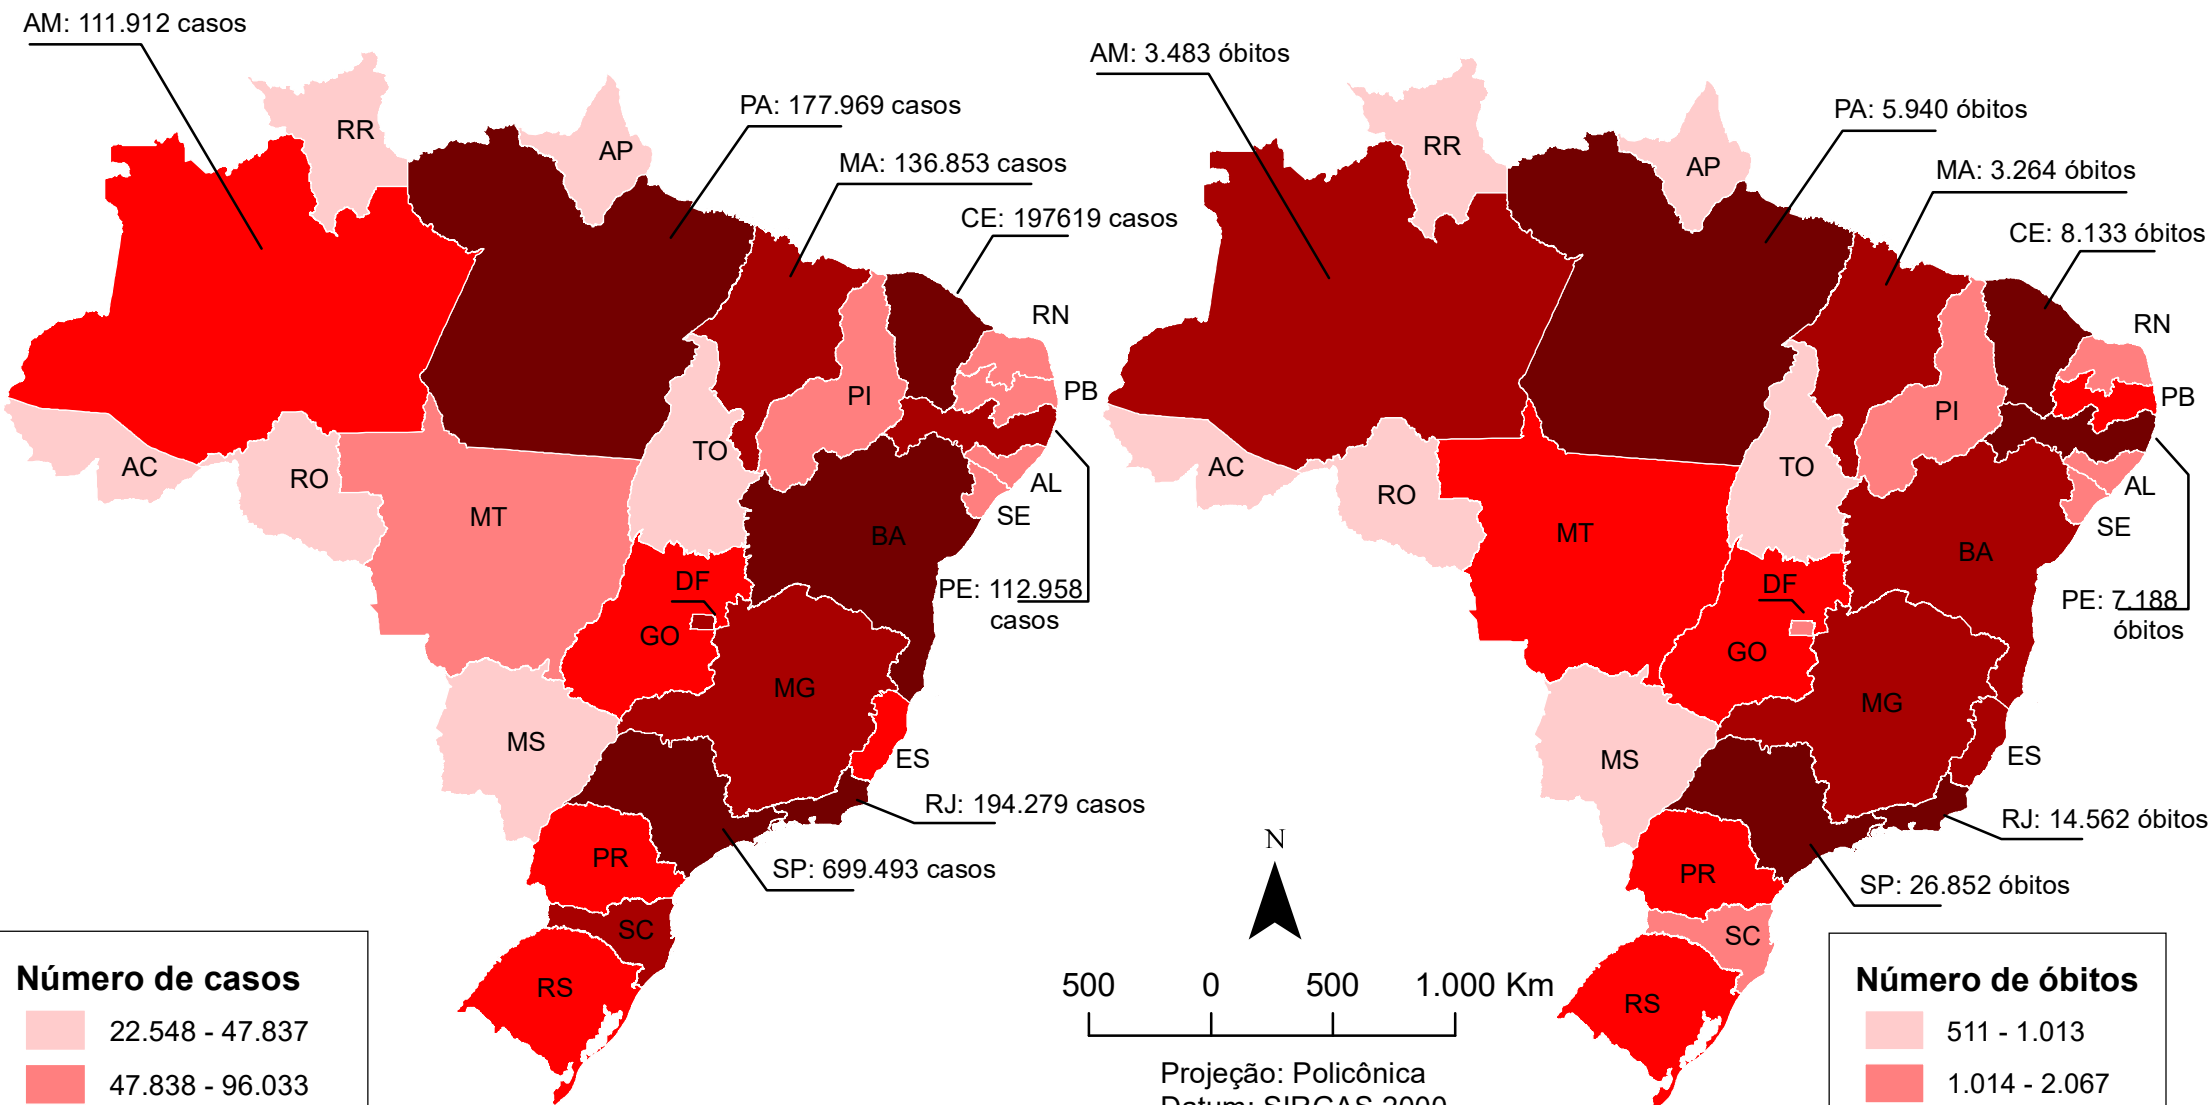 AM: 111.912 casos
RR
AP
PA: 177.969 casos
MA: 136.853 casos
CE: 197619 casos
RN
PB
PI
AC
RO
TO
AL
SE
MT
BA
DF
PE: 112.958
casos
GO
MG
MS
ES
RJ: 194.279 casos
SP: 699.493 casos
PR
SC
RS
Número de casos
22.548 - 47.837
47.838 - 96.033
AM: 3.483 óbitos
RR
AP
PA: 5.940 óbitos
MA: 3.264 óbitos
CE: 8.133 óbitos
RN
PB
PI
AC
RO
TO
AL
SE
MT
BA
DF
PE: 7.188
óbitos
GO
MG
MS
ES
RJ: 14.562 óbitos
SP: 26.852 óbitos
PR
SC
RS
N
500 0 500 1.000 Km
Projeção: Policônica
Datum: SIRGAS 2000
Número de óbitos
511 - 1.013
1.014 - 2.067